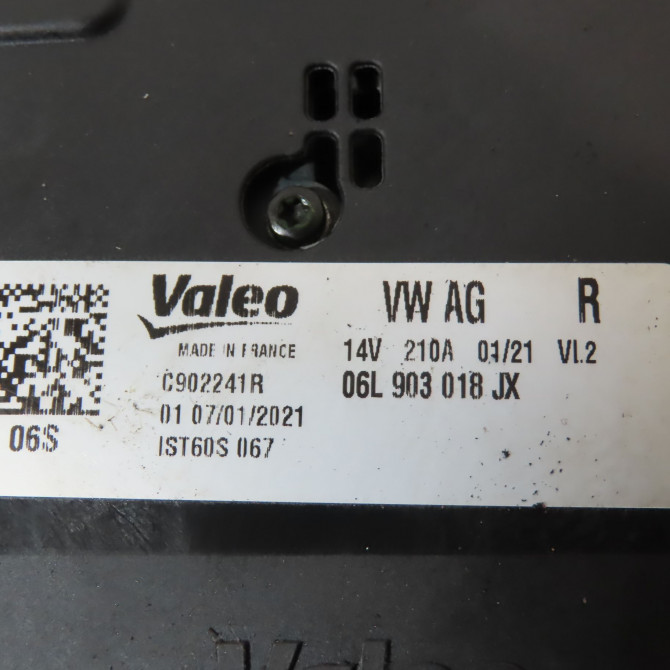 Valeo
MADE IN FRANCE
C902241R
01 07/01/2021
IST60S 067
06S
VW AG R
14V 210A 01/21 VI.2
06L 903 018 JX
Valeo